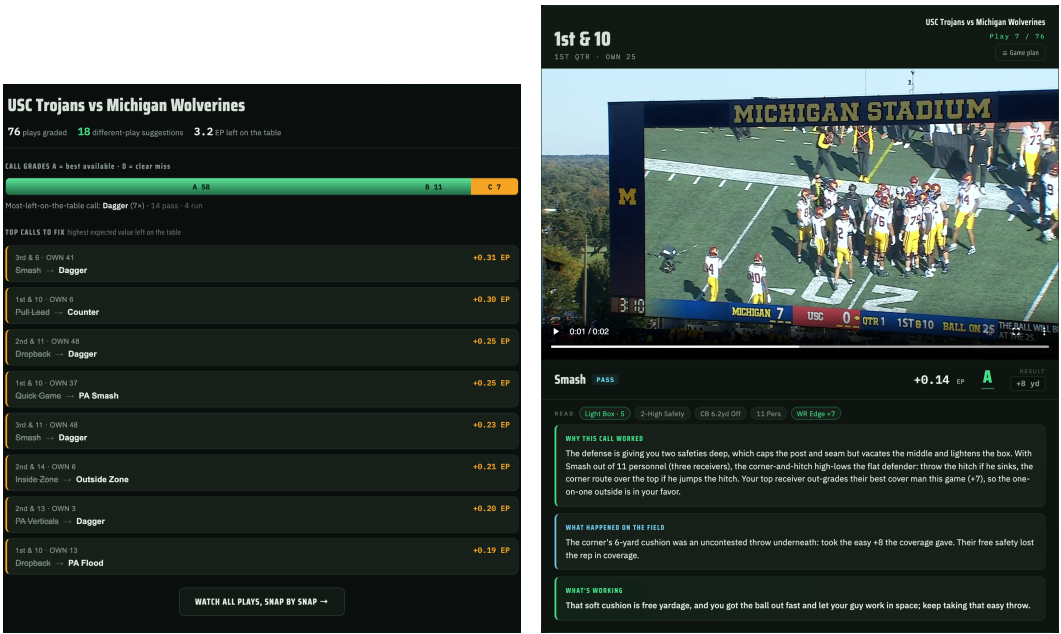 USC Trojans vs Michigan Wolverines
76 plays graded 18 different-play suggestions 3.2 EP left on the table
CALL GRADES A = best available · D = clear miss
A 58 B 11 C 7
Most-left-on-the-table call: Dagger (7×) · 14 pass · 4 run
TOP CALLS TO FIX highest expected value left on the table
3rd & 6 · OWN 41 +0.31 EP
Smash → Dagger
1st & 10 · OWN 6 +0.30 EP
Pull Lead → Counter
2nd & 11 · OWN 48 +0.25 EP
Dropback → Dagger
1st & 10 · OWN 37 +0.25 EP
Quick Game → PA Smash
3rd & 11 · OWN 48 +0.23 EP
Smash → Dagger
2nd & 14 · OWN 6 +0.21 EP
Inside Zone → Outside Zone
2nd & 13 · OWN 3 +0.20 EP
PA Verticals → Dagger
1st & 10 · OWN 13 +0.19 EP
Dropback → PA Flood
WATCH ALL PLAYS, SNAP BY SNAP →
USC Trojans vs Michigan Wolverines
1st & 10 Play 7 / 76
1ST QTR · OWN 25 ≡ Game plan
MICHIGAN STADIUM
M
3:10 MICHIGAN 7 USC 0 QTR 1 1ST & 10 BALL ON 25 THE BALL WILL B
AT THE 25
0:01 / 0:02
Smash PASS +0.14 EP A RESULT
+8 yd
READ Light Box · 5 2-High Safety CB 6.2yd Off 11 Pers WR Edge +7
WHY THIS CALL WORKED
The defense is giving you two safeties deep, which caps the post and seam but vacates the middle and lightens the box. With
Smash out of 11 personnel (three receivers), the corner-and-hitch high-lows the flat defender: throw the hitch if he sinks, the
corner route over the top if he jumps the hitch. Your top receiver out-grades their best cover man this game (+7), so the one-
on-one outside is in your favor.
WHAT HAPPENED ON THE FIELD
The corner's 6-yard cushion was an uncontested throw underneath: took the easy +8 the coverage gave. Their free safety lost
the rep in coverage.
WHAT'S WORKING
That soft cushion is free yardage, and you got the ball out fast and let your guy work in space; keep taking that easy throw.